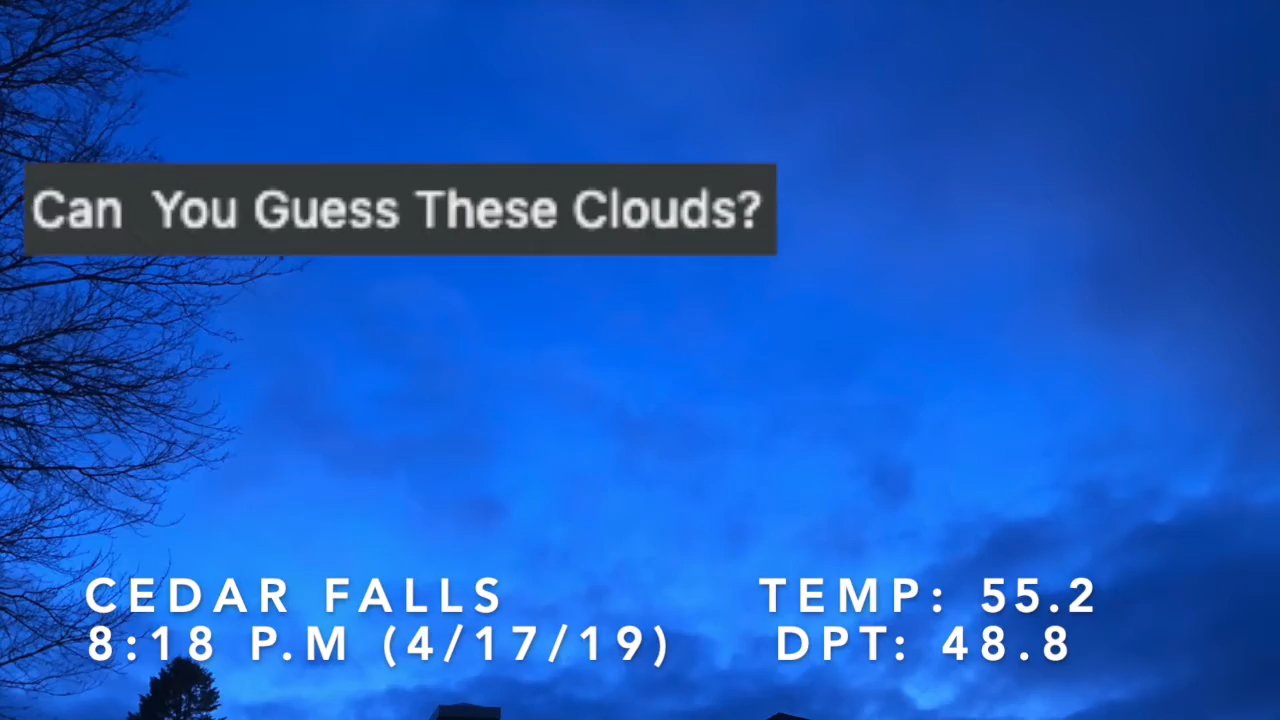 Can You Guess These Clouds?
CEDAR FALLS
8:18 P.M (4/17/19)
TEMP: 55.2
DPT: 48.8